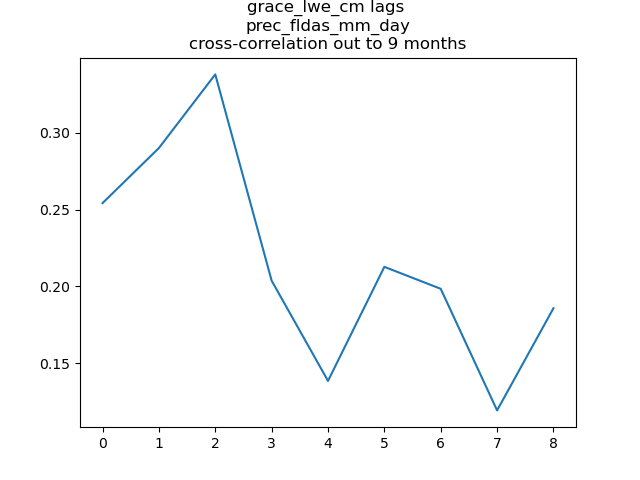 grace_lwe_cm lags
prec_fldas_mm_day
cross-correlation out to 9 months
0.30
0.25
0.20
0.15
0 1 2 3 4 5 6 7 8